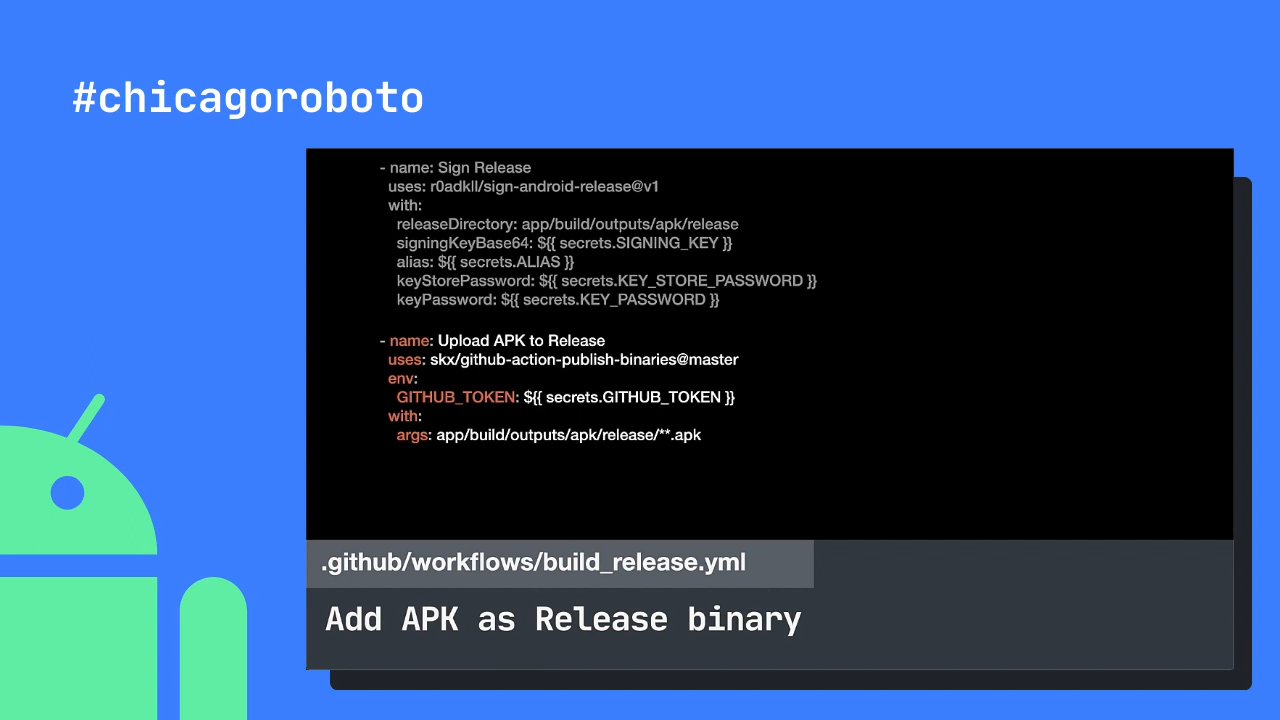 #chicagoroboto
- name: Sign Release
uses: r0adkll/sign-android-release@v1
with:
releaseDirectory: app/build/outputs/apk/release
signingKeyBase64: ${{ secrets.SIGNING_KEY }}
alias: ${{ secrets.ALIAS }}
keyStorePassword: ${{ secrets.KEY_STORE_PASSWORD }}
keyPassword: ${{ secrets.KEY_PASSWORD }}
- name: Upload APK to Release
uses: skx/github-action-publish-binaries@master
env:
GITHUB_TOKEN: ${{ secrets.GITHUB_TOKEN }}
with:
args: app/build/outputs/apk/release/**.apk
.github/workflows/build_release.yml
Add APK as Release binary